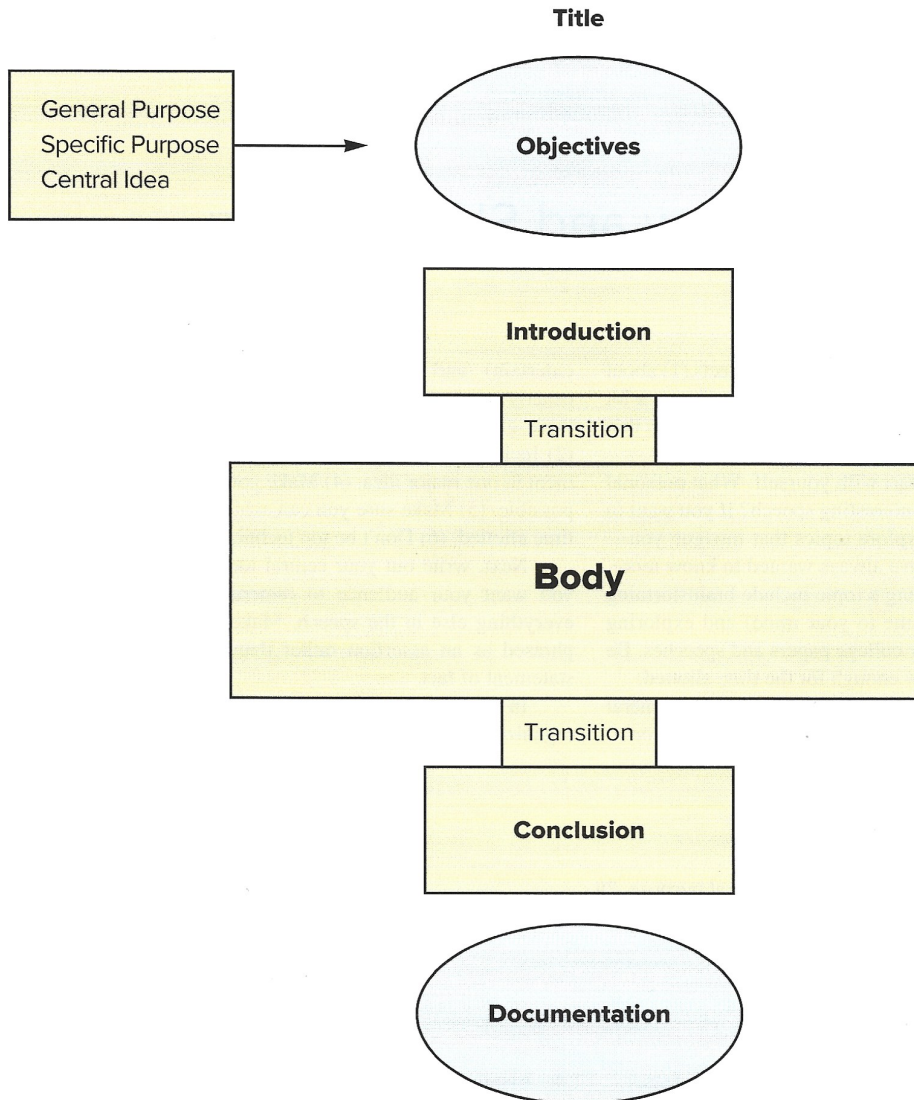 Title
General Purpose
Specific Purpose
Central Idea
Objectives
Introduction
Transition
Body
Transition
Conclusion
Documentation